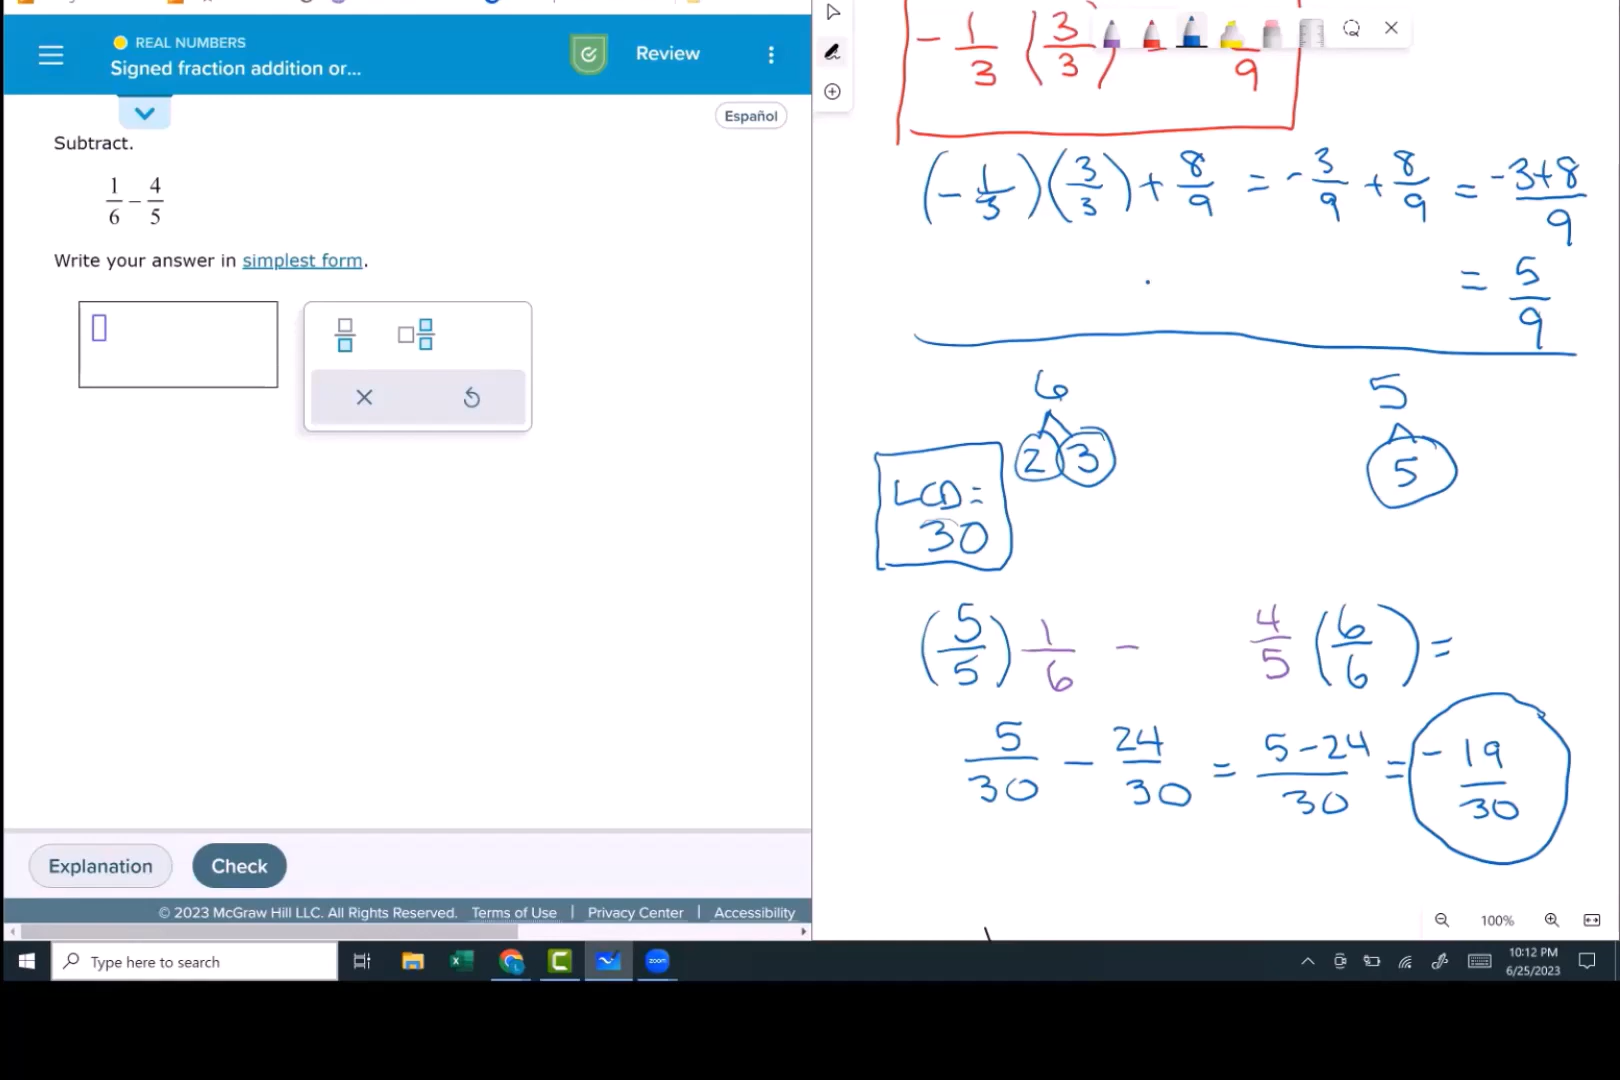 REAL NUMBERS
Signed fraction addition or...
Review
Español
Subtract.
1/6 − 4/5
Write your answer in simplest form.
Explanation
Check
© 2023 McGraw Hill LLC. All Rights Reserved. Terms of Use | Privacy Center | Accessibility
- 1/3 (3/3) = 9
(- 1/3)(3/3) + 8/9 = - 3/9 + 8/9 = -3+8/9
= 5/9
6 5
2 3 5
LCD =
30
(5/5) 1/6 - 4/5 (6/6) =
5/30 - 24/30 = 5-24/30 = - 19/30
100%
Type here to search
zoom
10:12 PM
6/25/2023